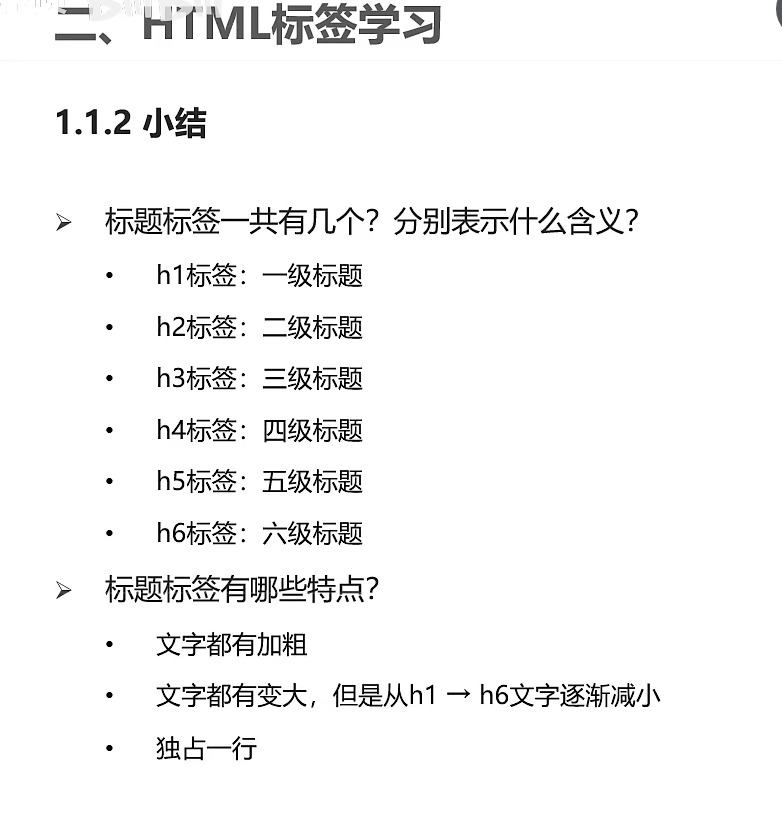 二、HTML标签学习
1.1.2 小结
➢ 标题标签一共有几个？分别表示什么含义？
• h1标签：一级标题
• h2标签：二级标题
• h3标签：三级标题
• h4标签：四级标题
• h5标签：五级标题
• h6标签：六级标题
➢ 标题标签有哪些特点？
• 文字都有加粗
• 文字都有变大，但是从h1 → h6文字逐渐减小
• 独占一行